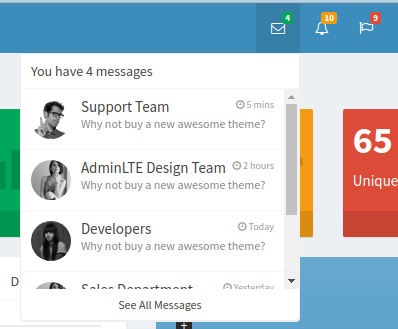 4
10
9
You have 4 messages
Support Team
5 mins
Why not buy a new awesome theme?
AdminLTE Design Team
2 hours
Why not buy a new awesome theme?
Developers
Today
Why not buy a new awesome theme?
Sales Department
Yesterday
See All Messages
65
Unique
D